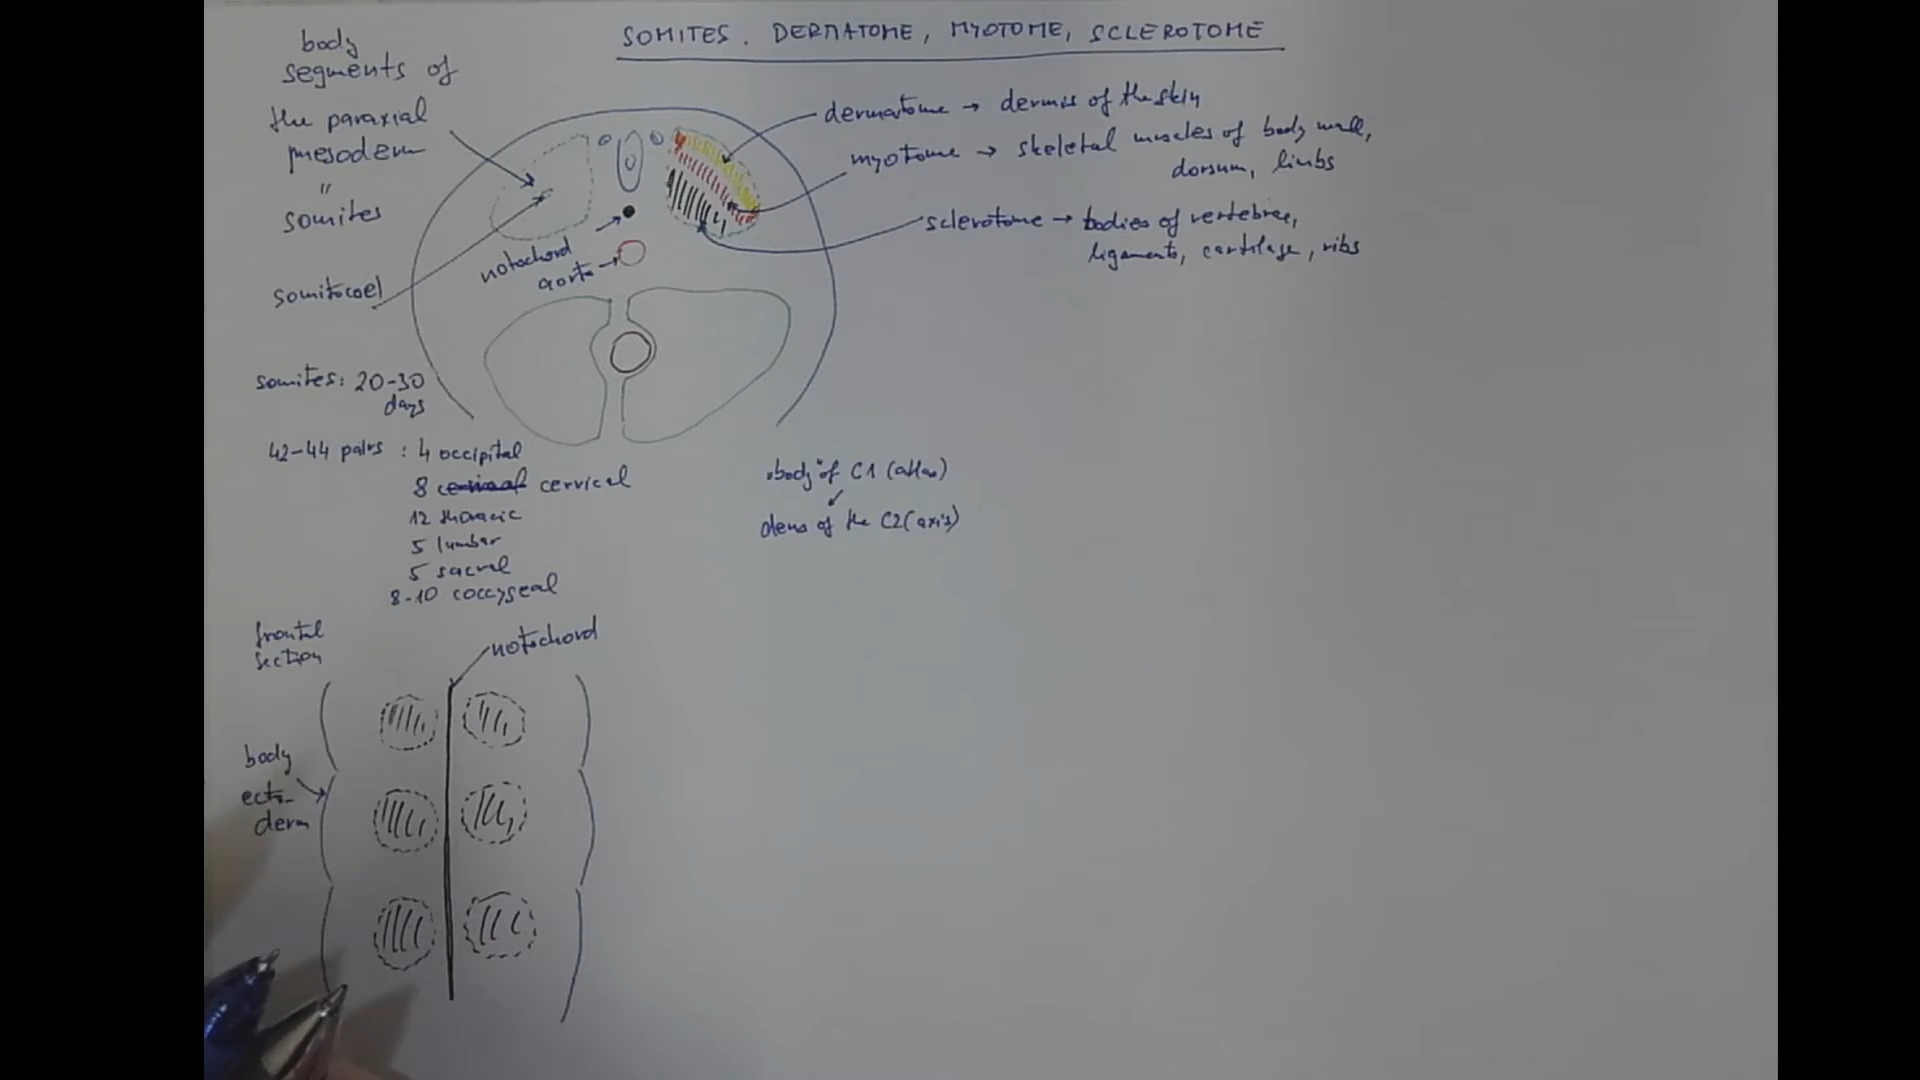 SOMITES. DERMATOME, MYOTOME, SCLEROTOME
body
segments of
the paraxial
mesoderm
"
somites
somitocoel
dermatome → dermis of the skin
myotome → skeletal muscles of body wall,
dorsum, limbs
sclerotome → bodies of vertebrae,
ligaments, cartilage, ribs
notochord
aorta
somites: 20-30
days
42-44 pairs : 4 occipital
8 cervical
12 thoracic
5 lumbar
5 sacral
8-10 coccygeal
"body" of C1 (atlas)
dens of the C2 (axis)
frontal
section
notochord
body
ecto-
derm